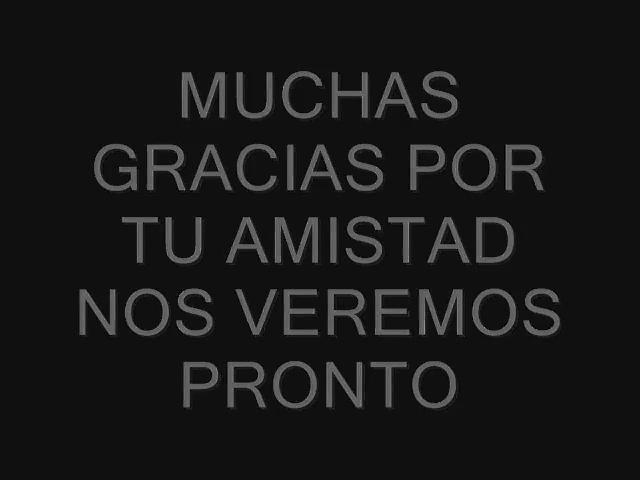 MUCHAS
GRACIAS POR
TU AMISTAD
NOS VEREMOS
PRONTO